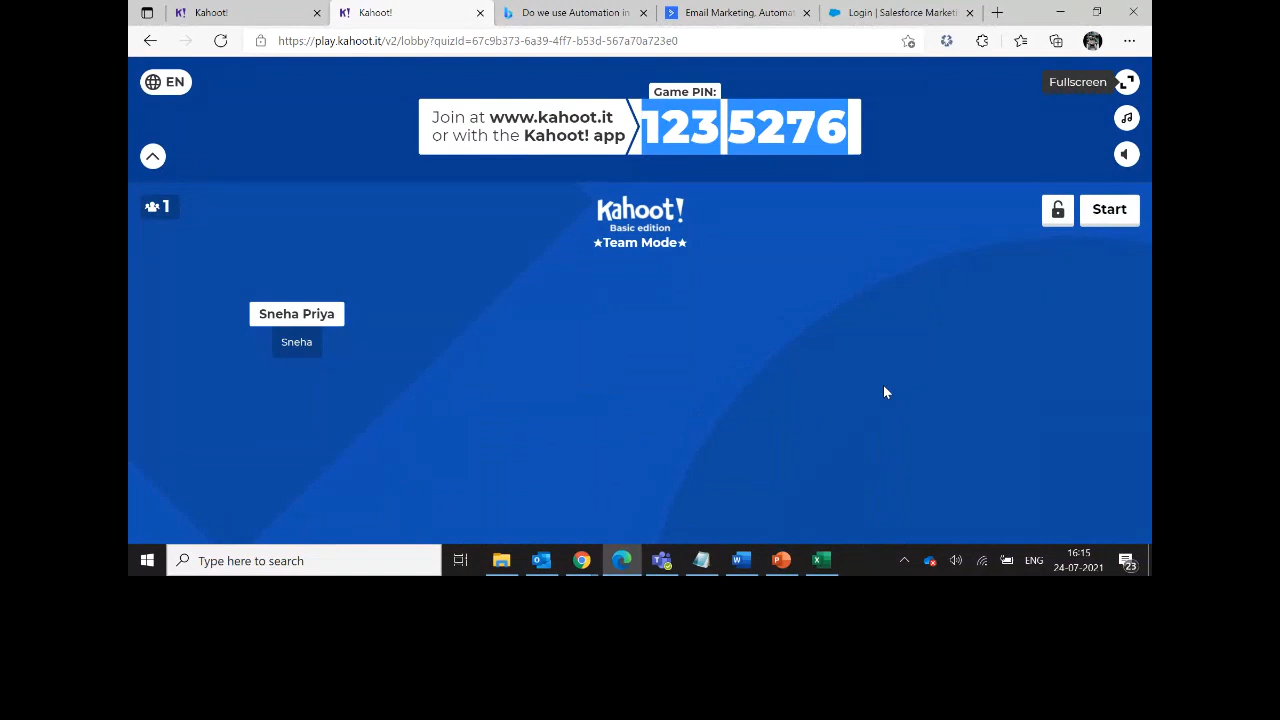 Kahoot!
Kahoot!
Do we use Automation in
Email Marketing, Automat
Login | Salesforce Marketi
https://play.kahoot.it/v2/lobby?quizId=67c9b373-6a39-4ff7-b53d-567a70a723e0
EN
Game PIN:
Fullscreen
Join at www.kahoot.it
or with the Kahoot! app
123 5276
1
Kahoot!
Basic edition
★Team Mode★
Start
Sneha Priya
Sneha
Type here to search
ENG
16:15
24-07-2021
23